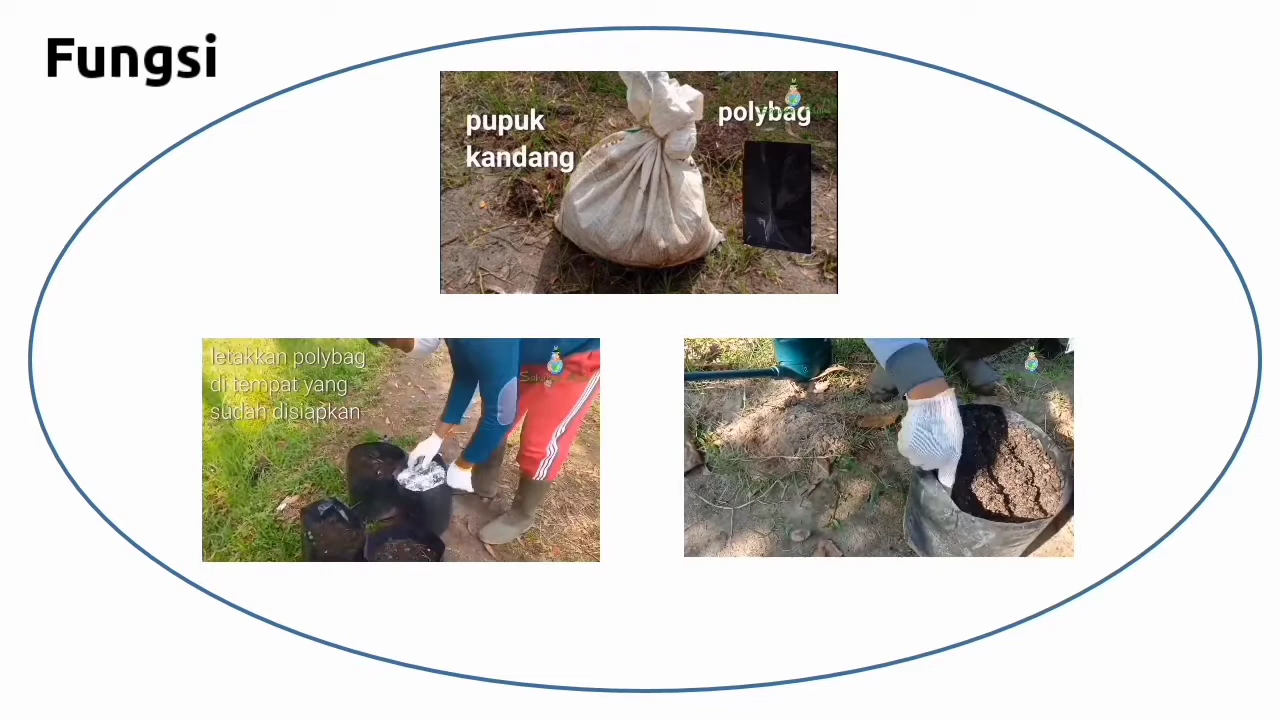 Fungsi
pupuk
kandang
polybag
letakkan polybag
di tempat yang
sudah disiapkan